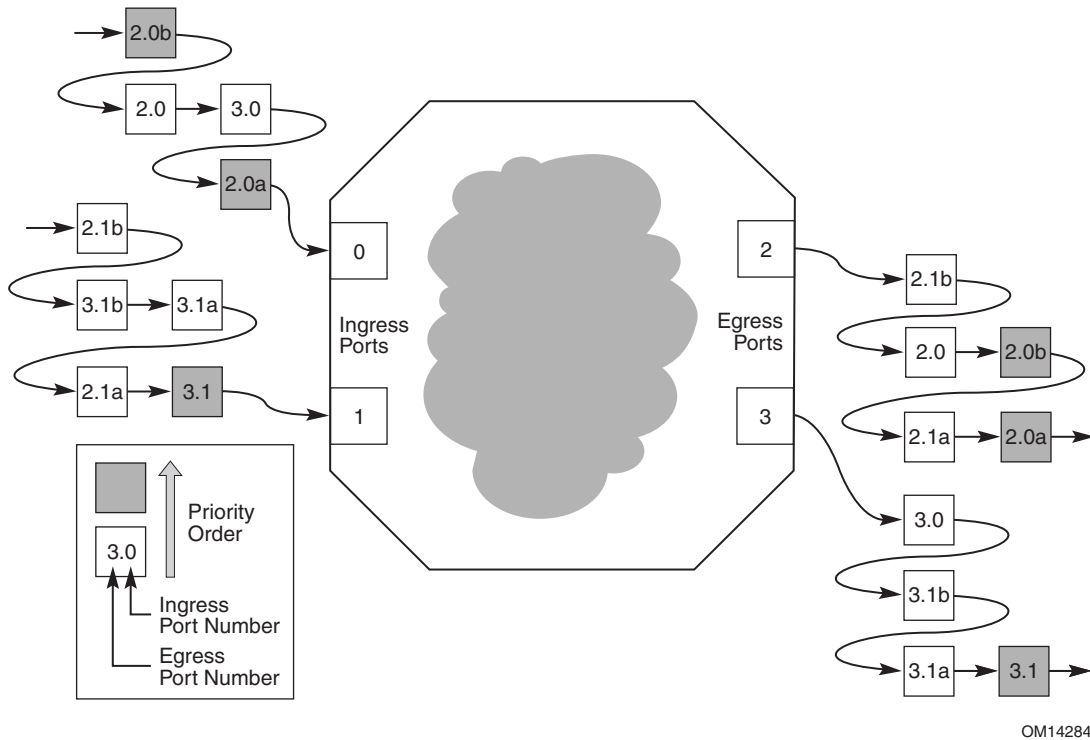 2.0b
2.0
3.0
2.0a
2.1b
3.1b
3.1a
2.1a
3.1
0
Ingress
Ports
1
2
Egress
Ports
3
2.1b
2.0
2.0b
2.1a
2.0a
3.0
3.1b
3.1a
3.1
Priority
Order
3.0
Ingress
Port Number
Egress
Port Number
OM14284